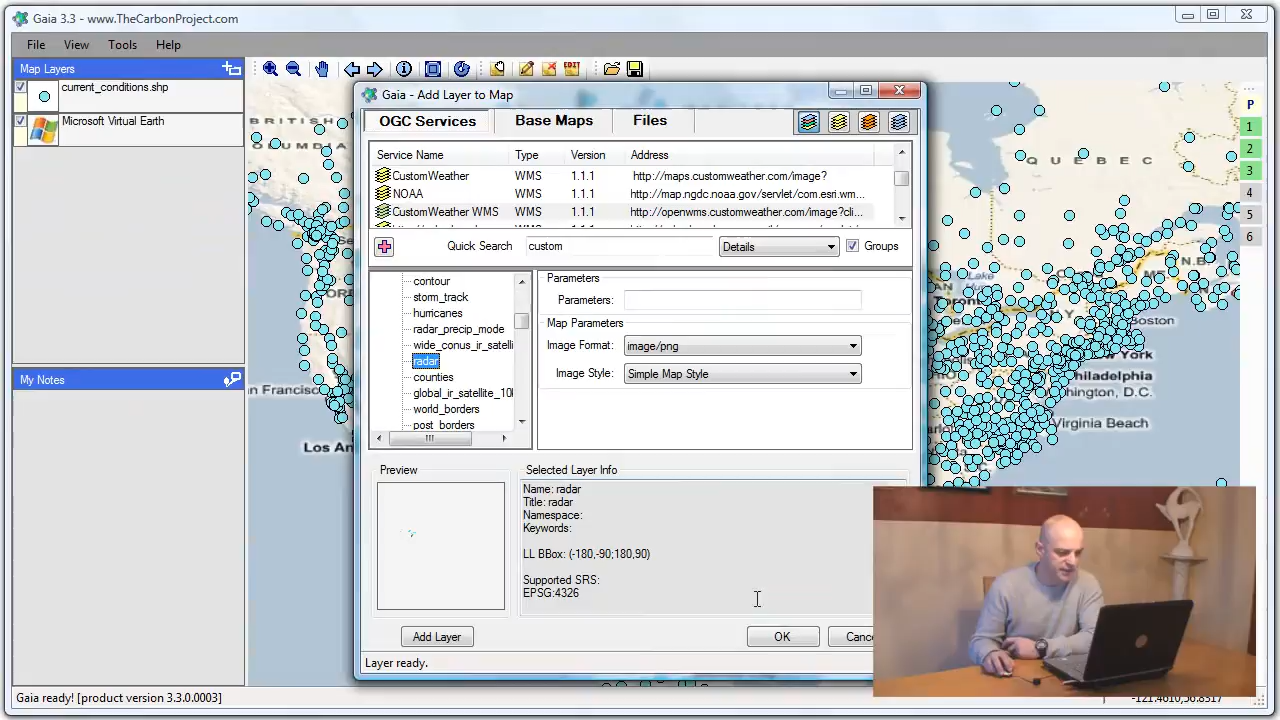 Gaia 3.3 - www.TheCarbonProject.com
File View Tools Help
Map Layers
current_conditions.shp
Microsoft Virtual Earth
My Notes
EDIT
BRITISH
QUÉBEC
P
1
2
3
4
5
6
N.B.
Lake
Toronto
Boston
New York
Philadelphia
Washington, D.C.
Virginia Beach
San Francisco
Los
Gaia - Add Layer to Map
OGC Services Base Maps Files
Service Name Type Version Address
CustomWeather WMS 1.1.1 http://maps.customweather.com/image?
NOAA WMS 1.1.1 http://map.ngdc.noaa.gov/servlet/com.esri.wm...
CustomWeather WMS WMS 1.1.1 http://openwms.customweather.com/image?cli...
Quick Search custom Details Groups
contour
storm_track
hurricanes
radar_precip_mode
wide_conus_ir_satelli
radar
counties
global_ir_satellite_10k
world_borders
post_borders
Parameters
Parameters:
Map Parameters
Image Format: image/png
Image Style: Simple Map Style
Preview
Selected Layer Info
Name: radar
Title: radar
Namespace:
Keywords:
LL BBox: (-180,-90;180,90)
Supported SRS:
EPSG:4326
Add Layer OK Cance
Layer ready.
Gaia ready! [product version 3.3.0.0003]